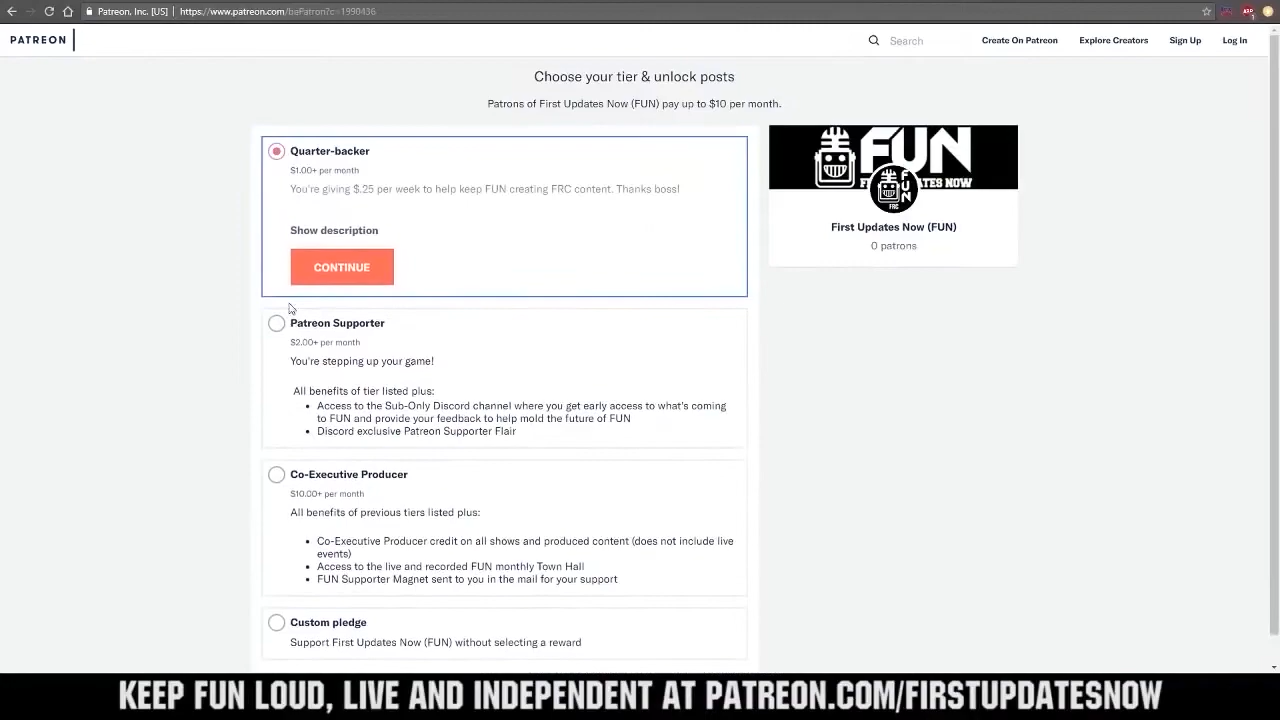 Patreon, Inc. [US] | https://www.patreon.com/bePatron?c=1990436
PATREON
Search
Create On Patreon
Explore Creators
Sign Up
Log In
Choose your tier & unlock posts
Patrons of First Updates Now (FUN) pay up to $10 per month.
Quarter-backer
$1.00+ per month
You're giving $.25 per week to help keep FUN creating FRC content. Thanks boss!
Show description
CONTINUE
Patreon Supporter
$2.00+ per month
You're stepping up your game!
All benefits of tier listed plus:
• Access to the Sub-Only Discord channel where you get early access to what's coming
to FUN and provide your feedback to help mold the future of FUN
• Discord exclusive Patreon Supporter Flair
Co-Executive Producer
$10.00+ per month
All benefits of previous tiers listed plus:
• Co-Executive Producer credit on all shows and produced content (does not include live
events)
• Access to the live and recorded FUN monthly Town Hall
• FUN Supporter Magnet sent to you in the mail for your support
Custom pledge
Support First Updates Now (FUN) without selecting a reward
FUN
FUN
FRC
First Updates Now (FUN)
0 patrons
KEEP FUN LOUD, LIVE AND INDEPENDENT AT PATREON.COM/FIRSTUPDATESNOW